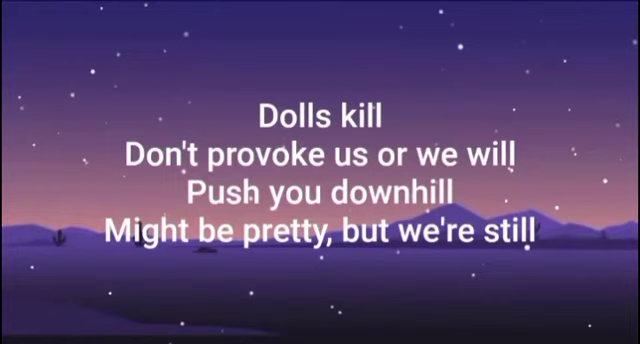 Dolls kill
Don't provoke us or we will
Push you downhill
Might be pretty, but we're still